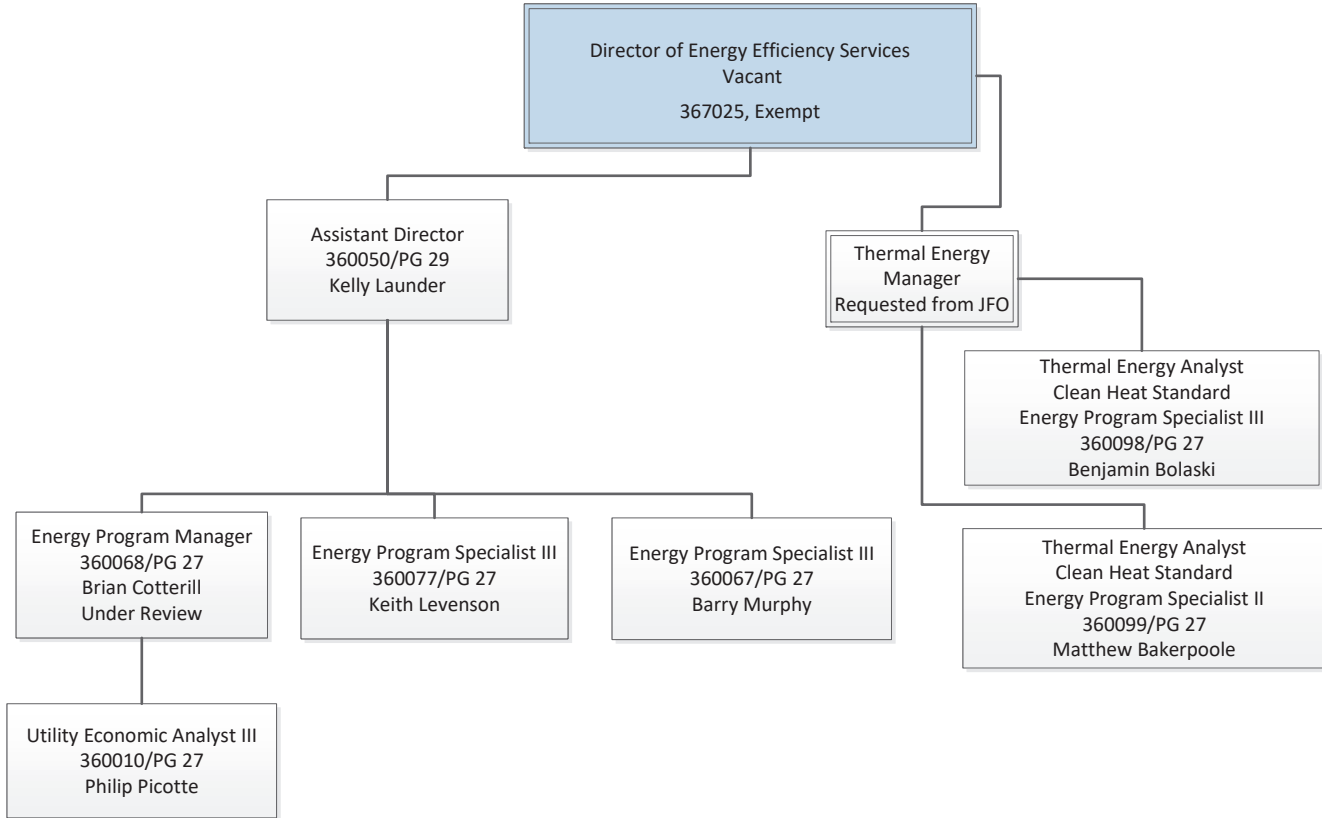 Director of Energy Efficiency Services
Vacant
367025, Exempt
Assistant Director
360050/PG 29
Kelly Launder
Thermal Energy
Manager
Requested from JFO
Thermal Energy Analyst
Clean Heat Standard
Energy Program Specialist III
360098/PG 27
Benjamin Bolaski
Energy Program Manager
360068/PG 27
Brian Cotterill
Under Review
Energy Program Specialist III
360077/PG 27
Keith Levenson
Energy Program Specialist III
360067/PG 27
Barry Murphy
Thermal Energy Analyst
Clean Heat Standard
Energy Program Specialist II
360099/PG 27
Matthew Bakerpoole
Utility Economic Analyst III
360010/PG 27
Philip Picotte